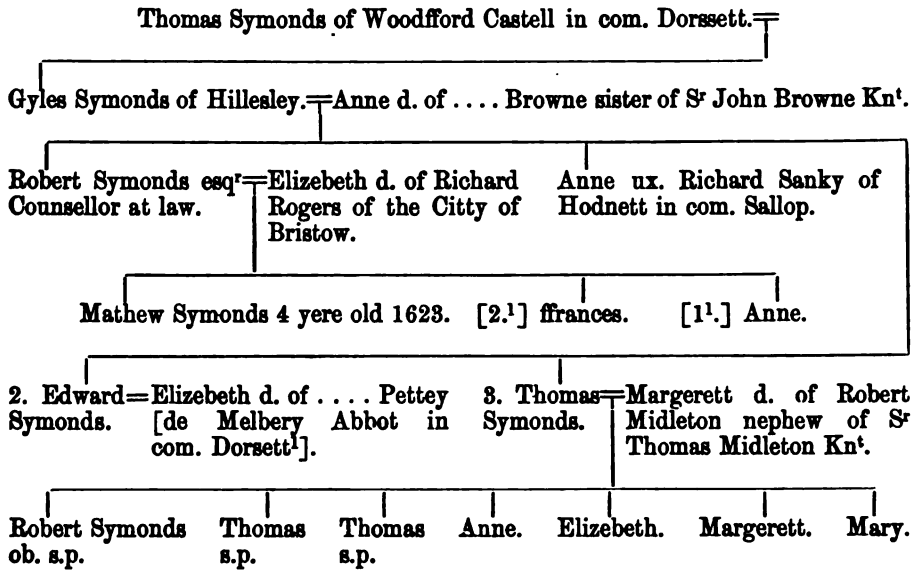 Thomas Symonds of Woodfford Castell in com. Dorssett.=
Gyles Symonds of Hillesley.=Anne d. of .... Browne sister of Sʳ John Browne Knᵗ.
Robert Symonds esqʳ=Elizebeth d. of Richard
Counsellor at law. Rogers of the Citty of
Bristow.
Anne ux. Richard Sanky of
Hodnett in com. Sallop.
Mathew Symonds 4 yere old 1623. [2.¹] ffrances. [1¹.] Anne.
2. Edward=Elizebeth d. of .... Pettey
Symonds. [de Melbery Abbot in
com. Dorsett¹].
3. Thomas=Margerett d. of Robert
Symonds. Midleton nephew of Sʳ
Thomas Midleton Knᵗ.
Robert Symonds
ob. s.p.
Thomas
s.p.
Thomas
s.p.
Anne. Elizebeth. Margerett. Mary.